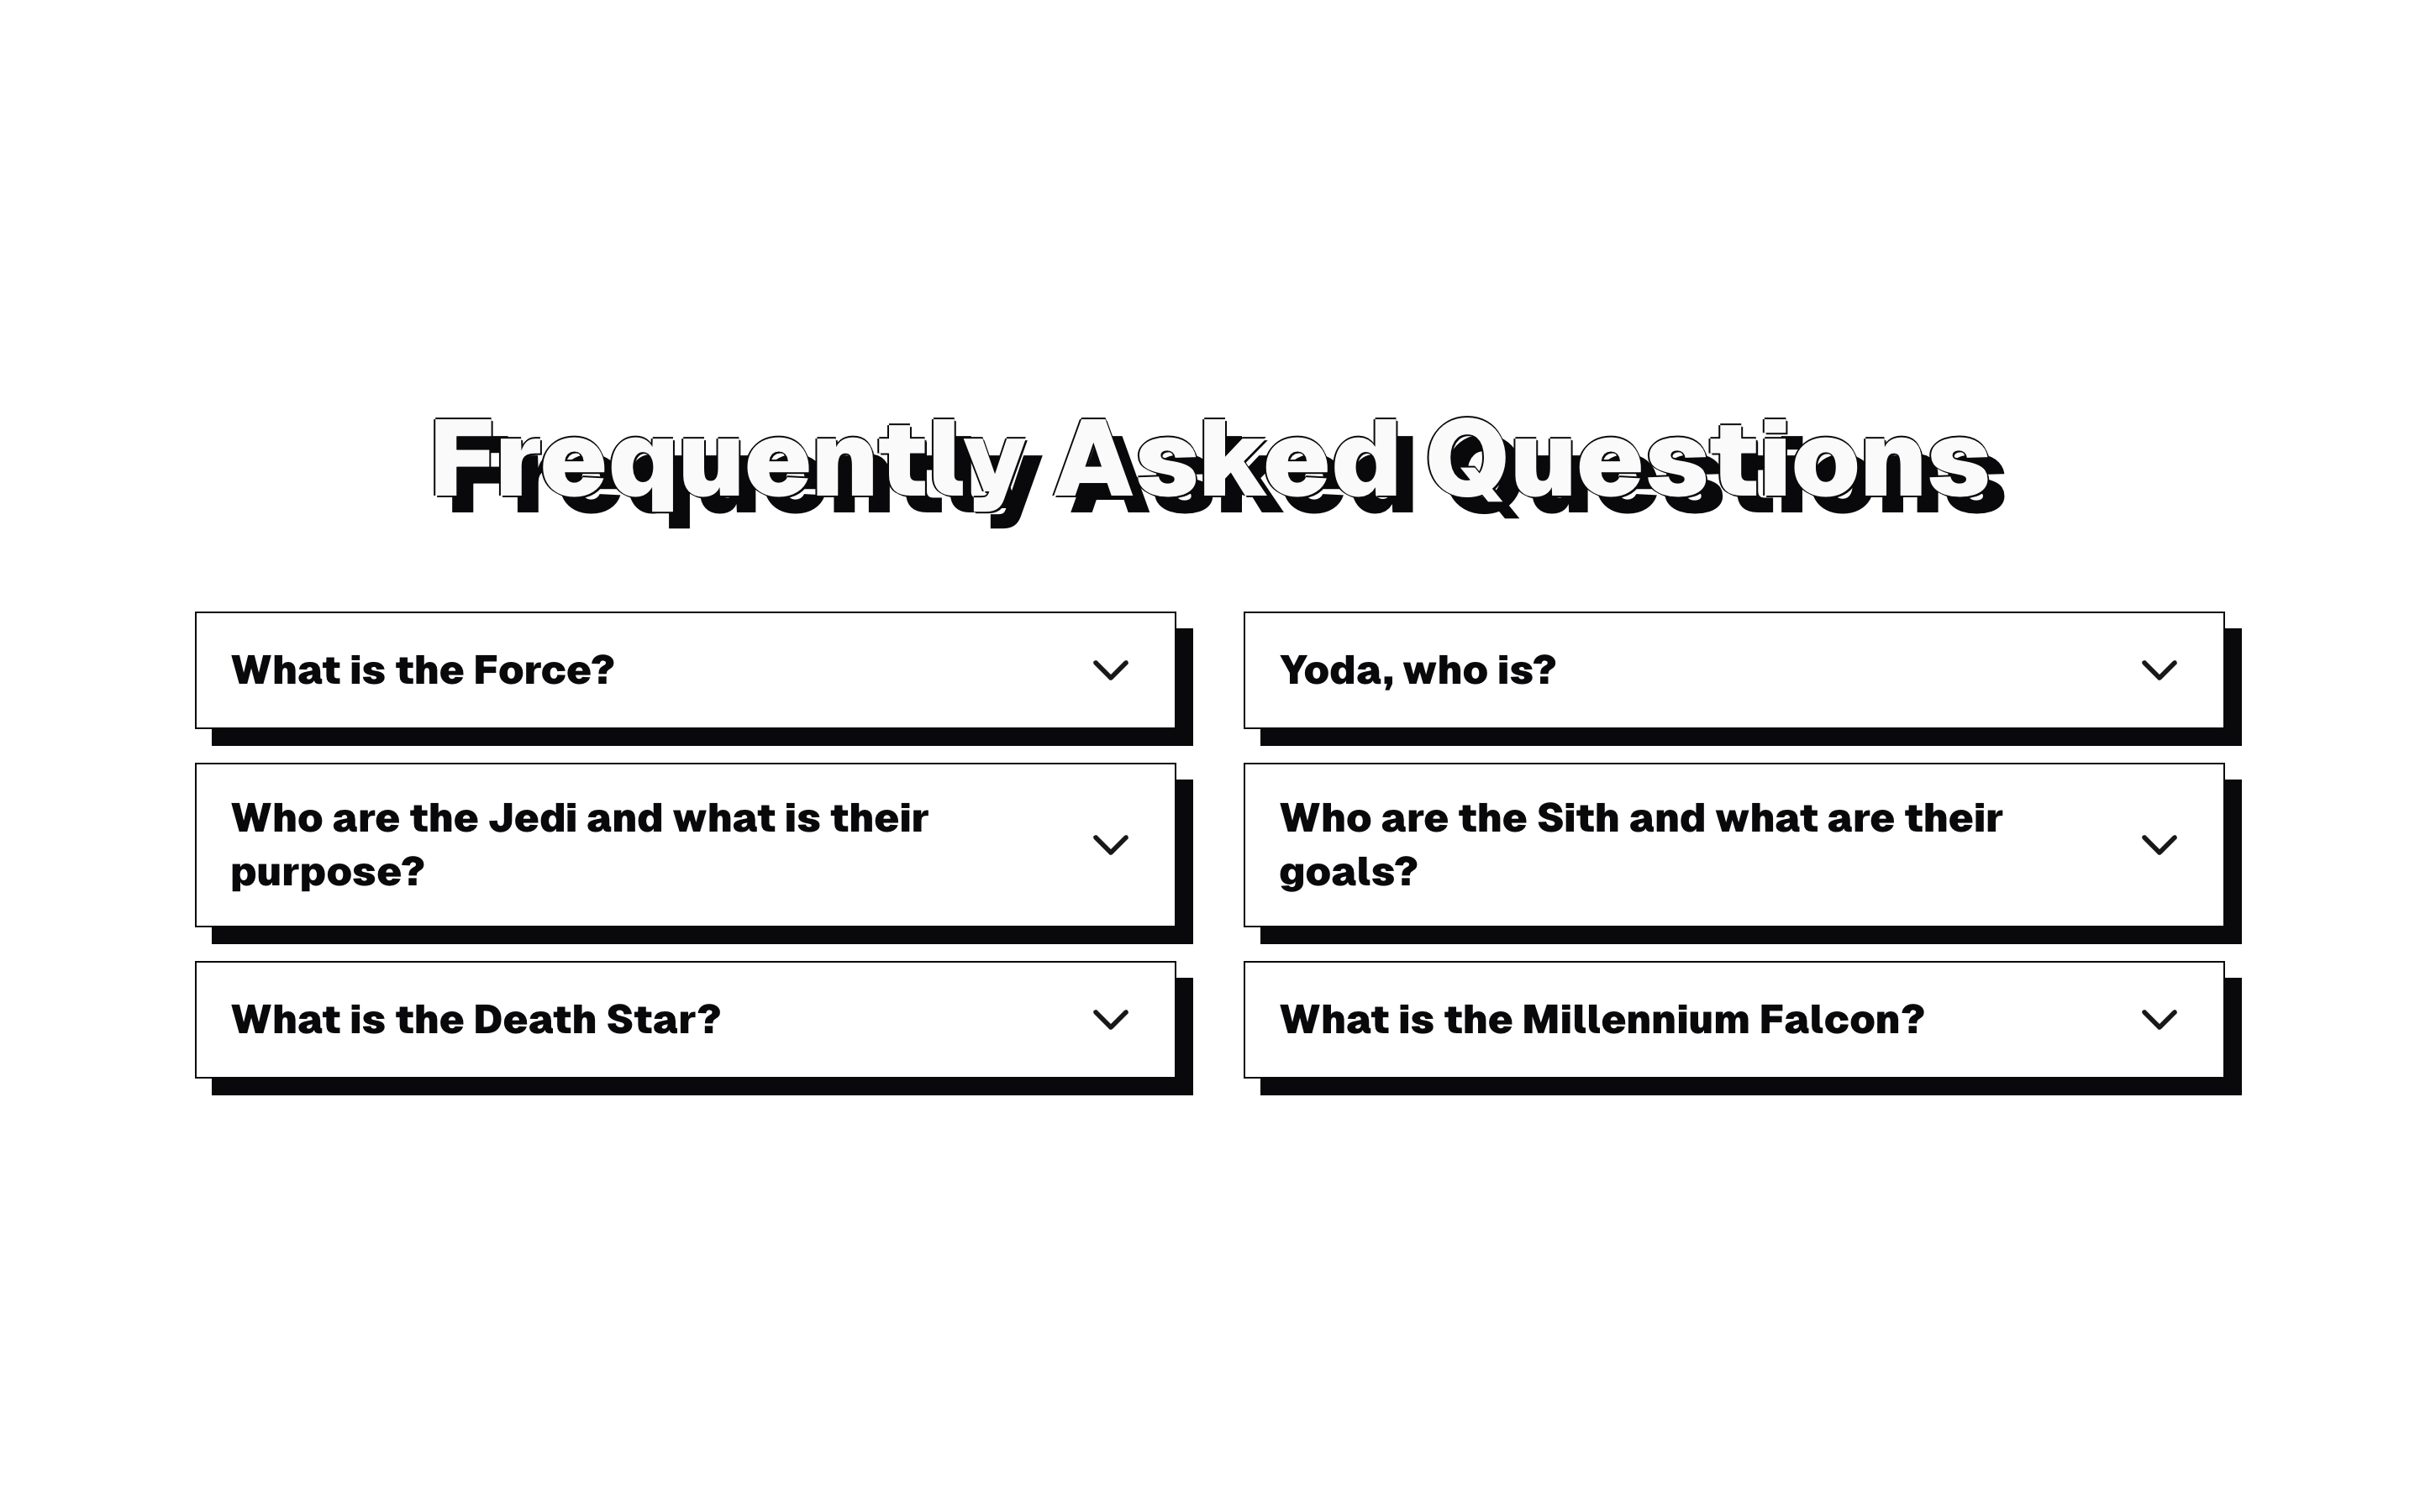 Frequently Asked Questions
What is the Force?
Yoda, who is?
Who are the Jedi and what is their
purpose?
Who are the Sith and what are their
goals?
What is the Death Star?
What is the Millennium Falcon?